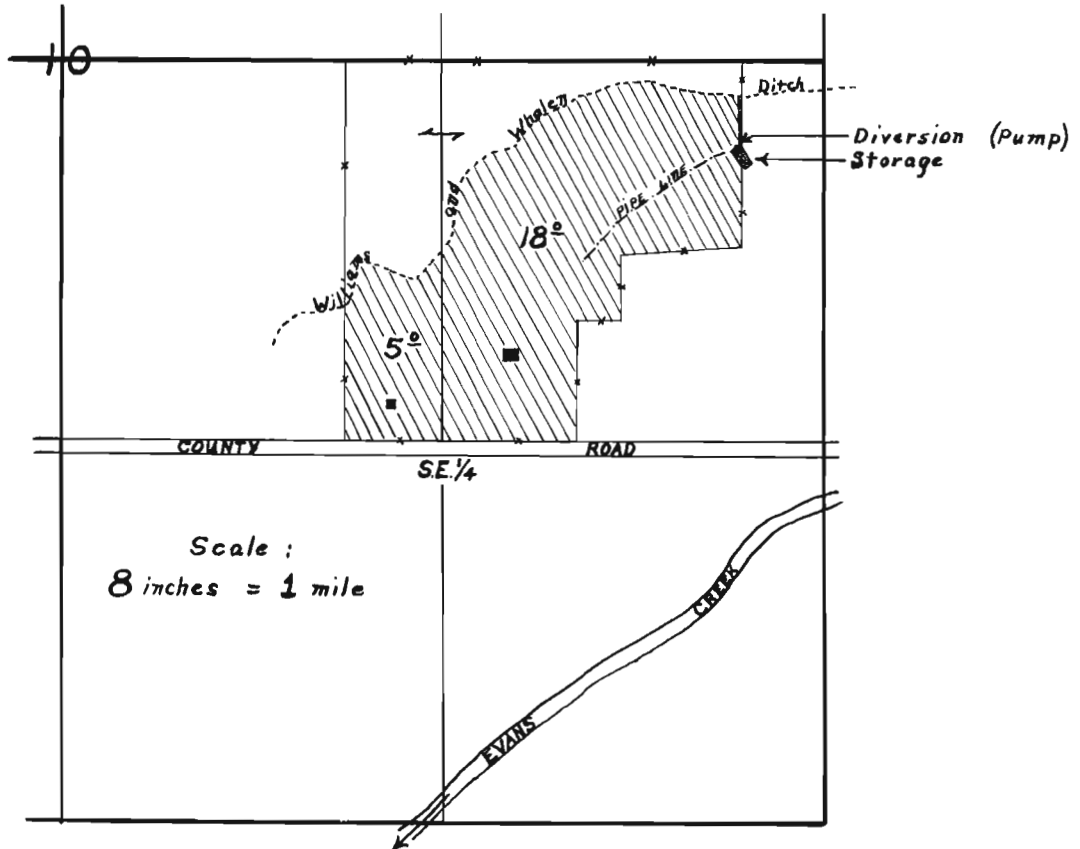 10
Ditch
Whalen
and
Williams
Diversion (Pump)
Storage
PIPE LINE
18º
5º
COUNTY ROAD
S.E.¼
Scale :
8 inches = 1 mile
CREEK
EVANS